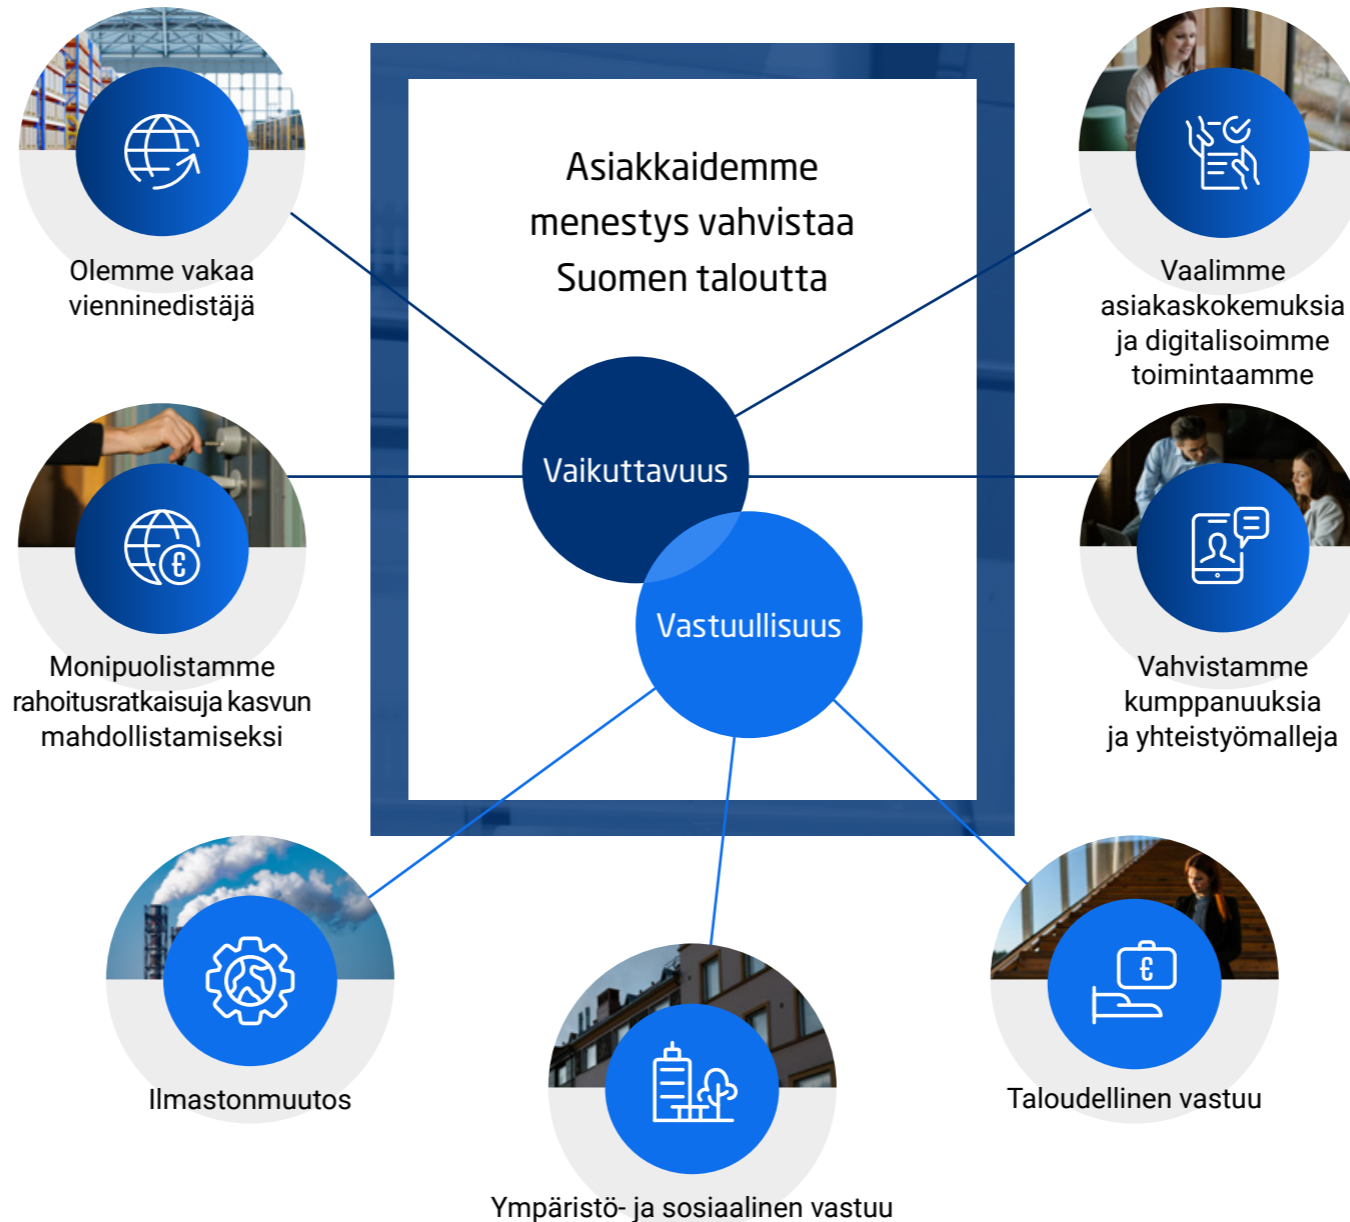 Asiakkaidemme
menestys vahvistaa
Suomen taloutta
Olemme vakaa
vienninedistäjä
Vaalimme
asiakaskokemuksia
ja digitalisoimme
toimintaamme
Vaikuttavuus
Vastuullisuus
Monipuolistamme
rahoitusratkaisuja kasvun
mahdollistamiseksi
Vahvistamme
kumppanuuksia
ja yhteistyömalleja
Ilmastonmuutos
Ympäristö- ja sosiaalinen vastuu
Taloudellinen vastuu